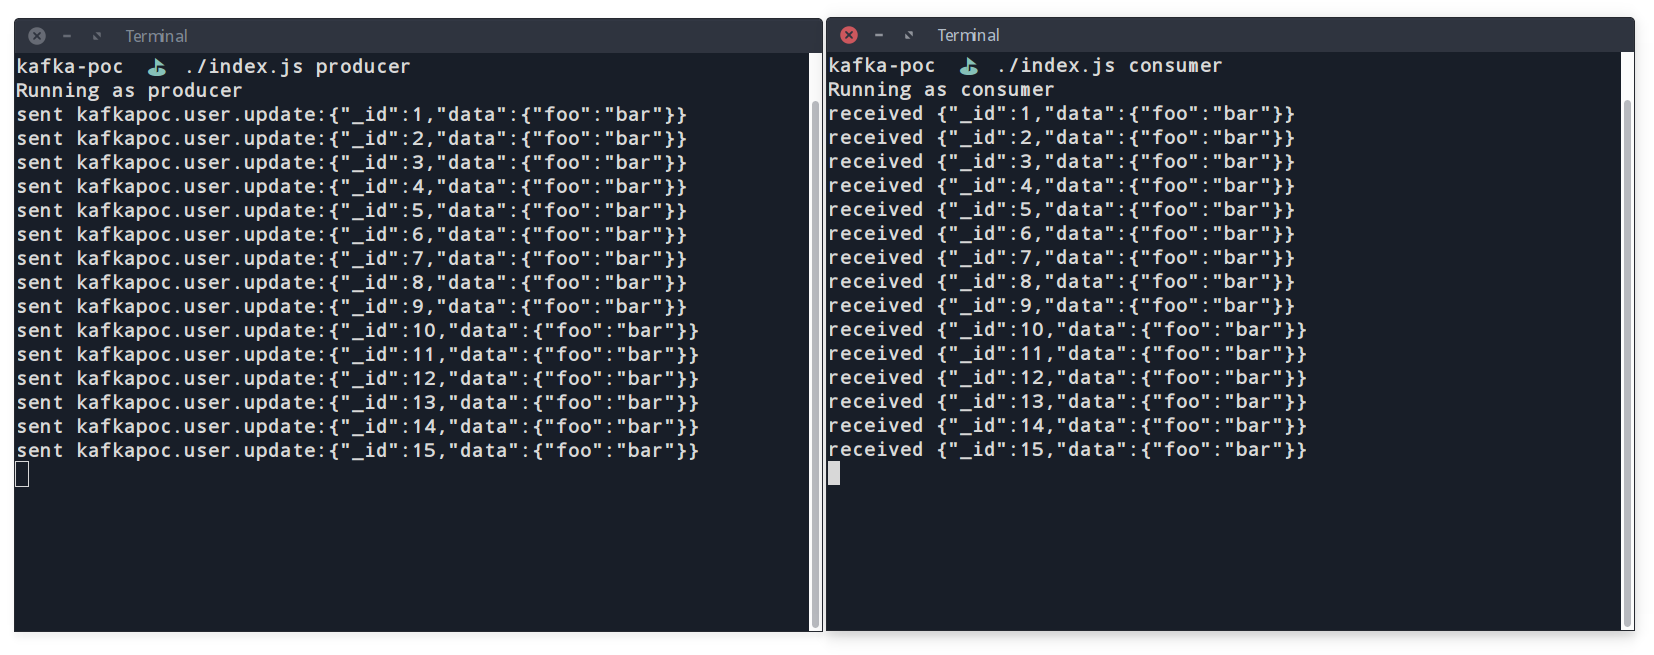 Terminal
kafka-poc ./index.js producer
Running as producer
sent kafkapoc.user.update:{"_id":1,"data":{"foo":"bar"}}
sent kafkapoc.user.update:{"_id":2,"data":{"foo":"bar"}}
sent kafkapoc.user.update:{"_id":3,"data":{"foo":"bar"}}
sent kafkapoc.user.update:{"_id":4,"data":{"foo":"bar"}}
sent kafkapoc.user.update:{"_id":5,"data":{"foo":"bar"}}
sent kafkapoc.user.update:{"_id":6,"data":{"foo":"bar"}}
sent kafkapoc.user.update:{"_id":7,"data":{"foo":"bar"}}
sent kafkapoc.user.update:{"_id":8,"data":{"foo":"bar"}}
sent kafkapoc.user.update:{"_id":9,"data":{"foo":"bar"}}
sent kafkapoc.user.update:{"_id":10,"data":{"foo":"bar"}}
sent kafkapoc.user.update:{"_id":11,"data":{"foo":"bar"}}
sent kafkapoc.user.update:{"_id":12,"data":{"foo":"bar"}}
sent kafkapoc.user.update:{"_id":13,"data":{"foo":"bar"}}
sent kafkapoc.user.update:{"_id":14,"data":{"foo":"bar"}}
sent kafkapoc.user.update:{"_id":15,"data":{"foo":"bar"}}
Terminal
kafka-poc ./index.js consumer
Running as consumer
received {"_id":1,"data":{"foo":"bar"}}
received {"_id":2,"data":{"foo":"bar"}}
received {"_id":3,"data":{"foo":"bar"}}
received {"_id":4,"data":{"foo":"bar"}}
received {"_id":5,"data":{"foo":"bar"}}
received {"_id":6,"data":{"foo":"bar"}}
received {"_id":7,"data":{"foo":"bar"}}
received {"_id":8,"data":{"foo":"bar"}}
received {"_id":9,"data":{"foo":"bar"}}
received {"_id":10,"data":{"foo":"bar"}}
received {"_id":11,"data":{"foo":"bar"}}
received {"_id":12,"data":{"foo":"bar"}}
received {"_id":13,"data":{"foo":"bar"}}
received {"_id":14,"data":{"foo":"bar"}}
received {"_id":15,"data":{"foo":"bar"}}